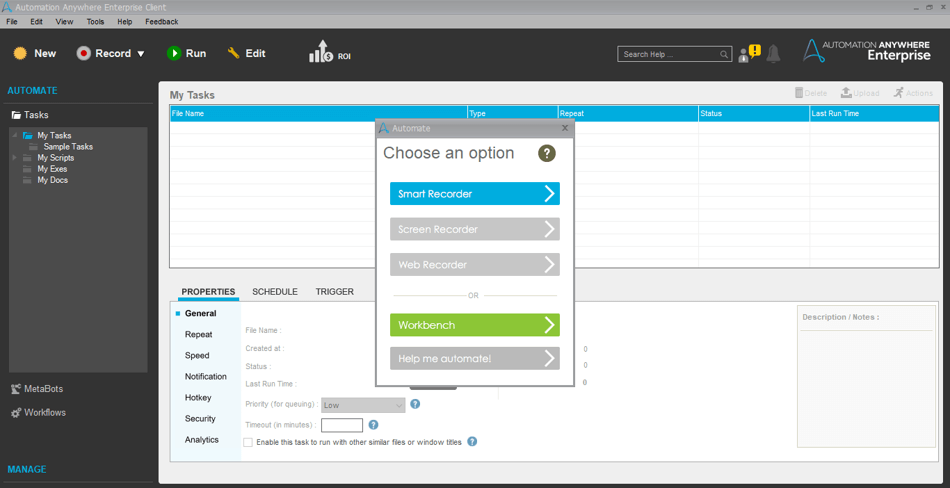 Automation Anywhere Enterprise Client
File Edit View Tools Help Feedback
New Record Run Edit ROI
Search Help ...
AUTOMATION ANYWHERE
Enterprise
AUTOMATE
Tasks
My Tasks
Sample Tasks
My Scripts
My Exes
My Docs
MetaBots
Workflows
MANAGE
My Tasks
Delete Upload Actions
File Name Type Repeat Status Last Run Time
Automate
Choose an option ?
Smart Recorder
Screen Recorder
Web Recorder
OR
Workbench
Help me automate!
PROPERTIES SCHEDULE TRIGGER
General
Repeat
Speed
Notification
Hotkey
Security
Analytics
File Name :
Created at :
0
Status :
0
Last Run Time :
0
Priority (for queuing) : Low ?
Timeout (in minutes) : ?
Enable this task to run with other similar files or window titles ?
Description / Notes :